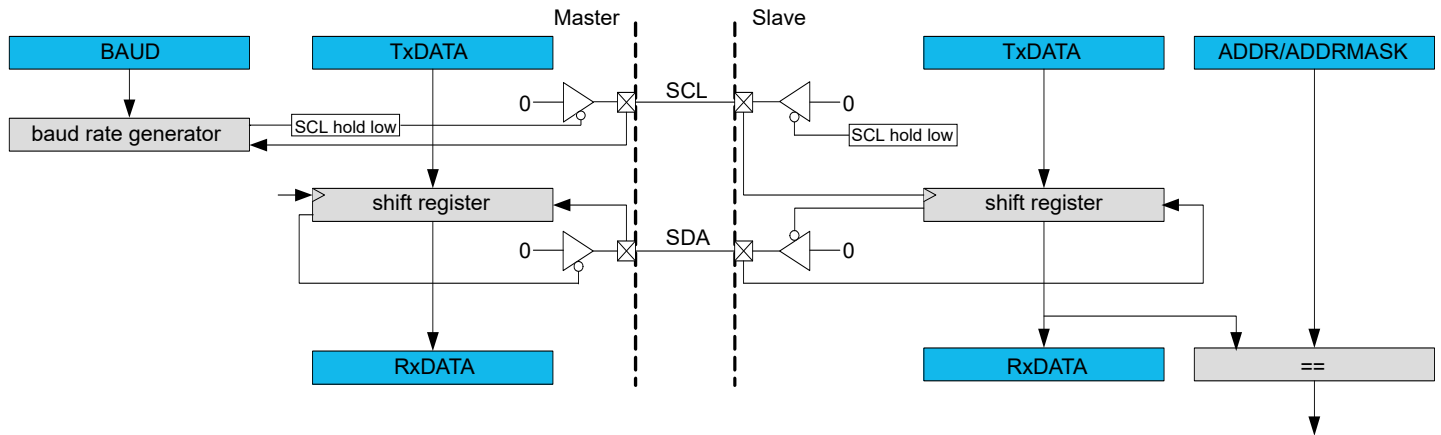 Master
Slave
BAUD
TxDATA
TxDATA
ADDR/ADDRMASK
0
SCL
0
baud rate generator
SCL hold low
SCL hold low
shift register
shift register
0
SDA
0
RxDATA
RxDATA
==